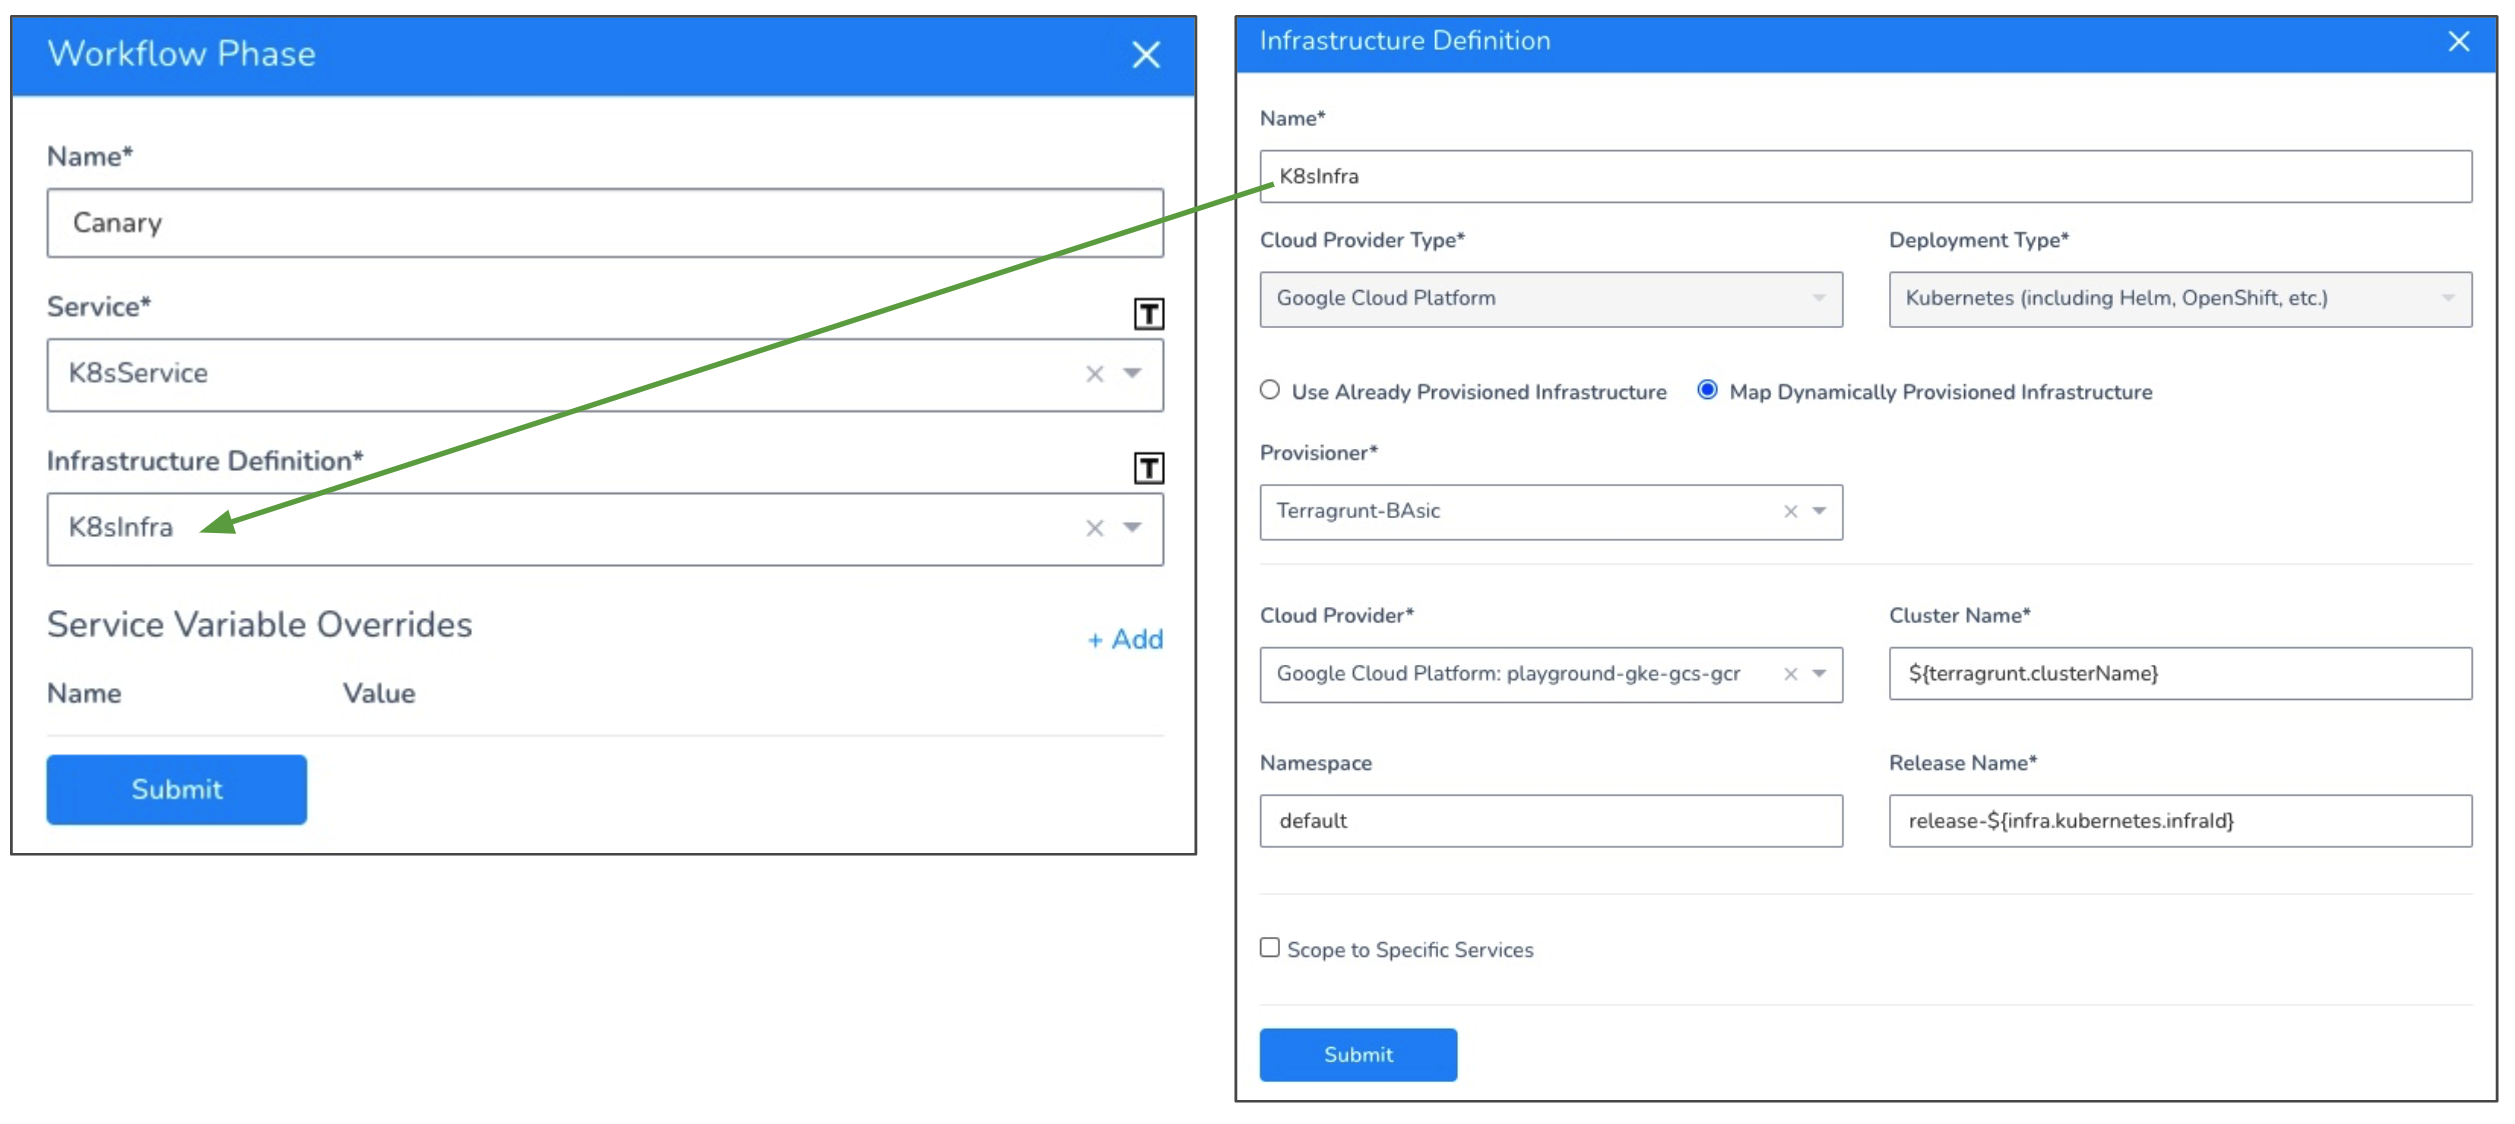 Workflow Phase
Name*
Canary
Service*
T
K8sService
Infrastructure Definition*
T
K8sInfra
Service Variable Overrides
+ Add
Name Value
Submit
Infrastructure Definition
Name*
K8sInfra
Cloud Provider Type* Deployment Type*
Google Cloud Platform Kubernetes (including Helm, OpenShift, etc.)
Use Already Provisioned Infrastructure Map Dynamically Provisioned Infrastructure
Provisioner*
Terragrunt-BAsic
Cloud Provider* Cluster Name*
Google Cloud Platform: playground-gke-gcs-gcr ${terragrunt.clusterName}
Namespace Release Name*
default release-${infra.kubernetes.infraId}
Scope to Specific Services
Submit